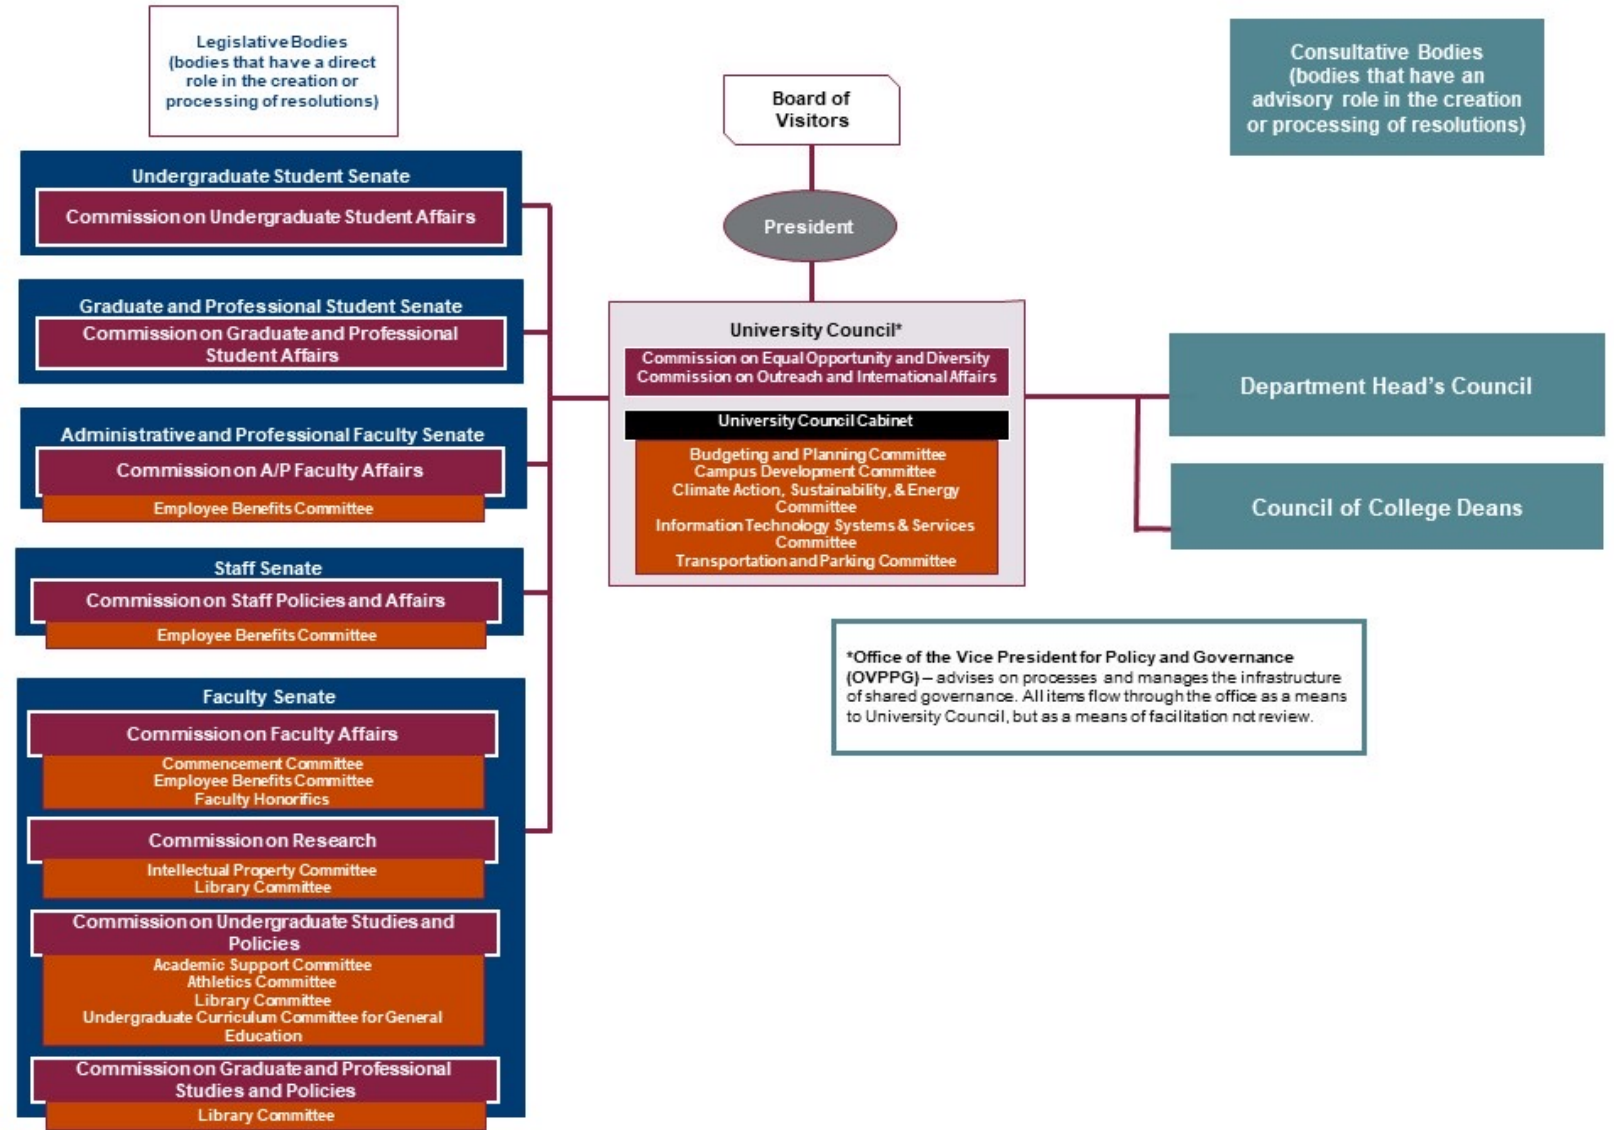 Legislative Bodies
(bodies that have a direct
role in the creation or
processing of resolutions)
Undergraduate Student Senate
Commission on Undergraduate Student Affairs
Graduate and Professional Student Senate
Commission on Graduate and Professional
Student Affairs
Administrative and Professional Faculty Senate
Commission on A/P Faculty Affairs
Employee Benefits Committee
Staff Senate
Commission on Staff Policies and Affairs
Employee Benefits Committee
Faculty Senate
Commission on Faculty Affairs
Commencement Committee
Employee Benefits Committee
Faculty Honorifics
Commission on Research
Intellectual Property Committee
Library Committee
Commission on Undergraduate Studies and
Policies
Academic Support Committee
Athletics Committee
Library Committee
Undergraduate Curriculum Committee for General
Education
Commission on Graduate and Professional
Studies and Policies
Library Committee
Board of
Visitors
President
University Council*
Commission on Equal Opportunity and Diversity
Commission on Outreach and International Affairs
University Council Cabinet
Budgeting and Planning Committee
Campus Development Committee
Climate Action, Sustainability, & Energy
Committee
Information Technology Systems & Services
Committee
Transportation and Parking Committee
*Office of the Vice President for Policy and Governance
(OVPPG) – advises on processes and manages the infrastructure
of shared governance. All items flow through the office as a means
to University Council, but as a means of facilitation not review.
Consultative Bodies
(bodies that have an
advisory role in the creation
or processing of resolutions)
Department Head’s Council
Council of College Deans